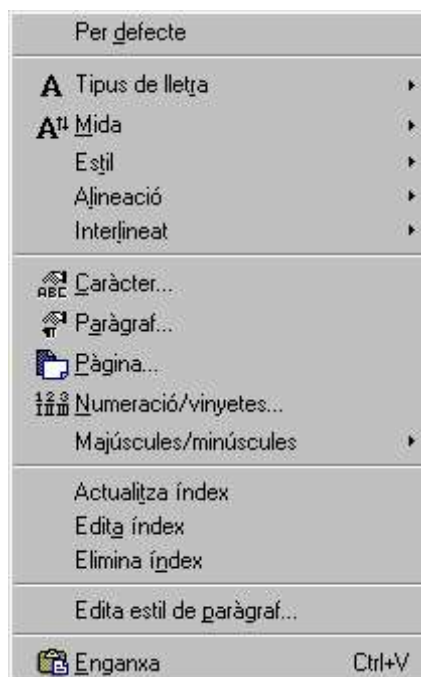 Per defecte
Tipus de lletra
Mida
Estil
Alineació
Interlineat
ABC Caràcter...
Paràgraf...
Pàgina...
Numeració/vinyetes...
Majúscules/minúscules
Actualitza índex
Edita índex
Elimina índex
Edita estil de paràgraf...
Enganxa Ctrl+V